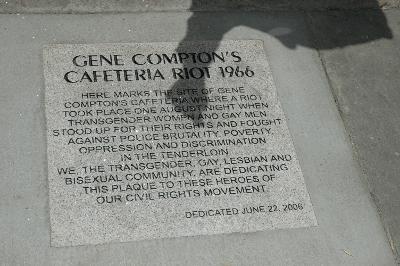 GENE COMPTON'S
CAFETERIA RIOT 1966
HERE MARKS THE SITE OF GENE
COMPTON'S CAFETERIA WHERE A RIOT
TOOK PLACE ONE AUGUST NIGHT WHEN
TRANSGENDER WOMEN AND GAY MEN
STOOD UP FOR THEIR RIGHTS AND FOUGHT
AGAINST POLICE BRUTALITY, POVERTY,
OPPRESSION AND DISCRIMINATION
IN THE TENDERLOIN.
WE, THE TRANSGENDER, GAY, LESBIAN AND
BISEXUAL COMMUNITY, ARE DEDICATING
THIS PLAQUE TO THESE HEROES OF
OUR CIVIL RIGHTS MOVEMENT.
DEDICATED JUNE 22, 2006